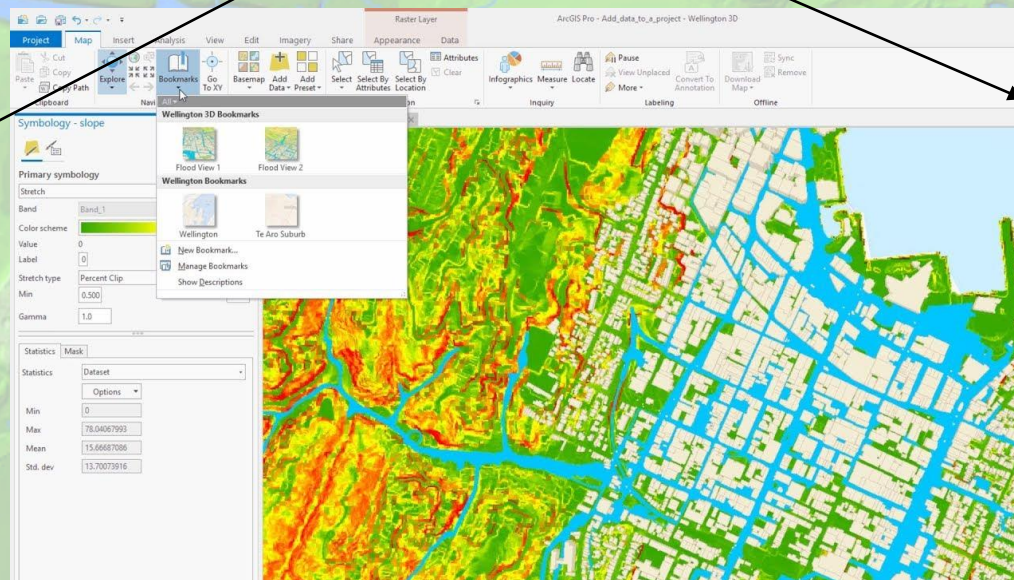 Raster Layer
ArcGIS Pro - Add_data_to_a_project - Wellington 3D
Project Map Insert Analysis View Edit Imagery Share Appearance Data
Paste Cut Copy Copy Path
Explore Bookmarks Go To XY
Basemap Add Data Add Preset
Select Select By Attributes Select By Location
Attributes
Clear
Infographics Measure Locate
Pause
View Unplaced
More
Convert To Annotation
Download Map
Sync
Remove
Clipboard Inquiry Labeling Offline
All
Wellington 3D Bookmarks
Flood View 1 Flood View 2
Wellington Bookmarks
Wellington Te Aro Suburb
New Bookmark...
Manage Bookmarks
Show Descriptions
Symbology - slope
Primary symbology
Stretch
Band Band_1
Color scheme
Value 0
Label 0
Stretch type Percent Clip
Min 0.500
Gamma 1.0
Statistics Mask
Statistics Dataset
Options
Min 0
Max 78.04067993
Mean 15.66687086
Std. dev 13.70073916